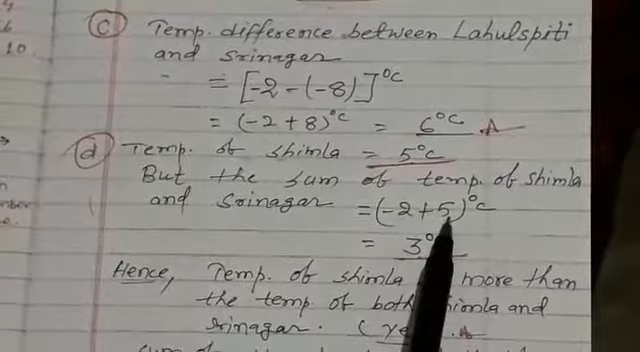 6
10
(c) Temp. difference between Lahulspiti
and Srinagar
= [-2-(-8)]°C
= (-2+8)°C = 6°C A
(d) Temp. of Shimla = 5°C
But the sum of temp. of Shimla
and Srinagar = (-2+5)°C
= 3°
Hence, Temp. of Shimla more than
the temp. of both and
Srinagar. (